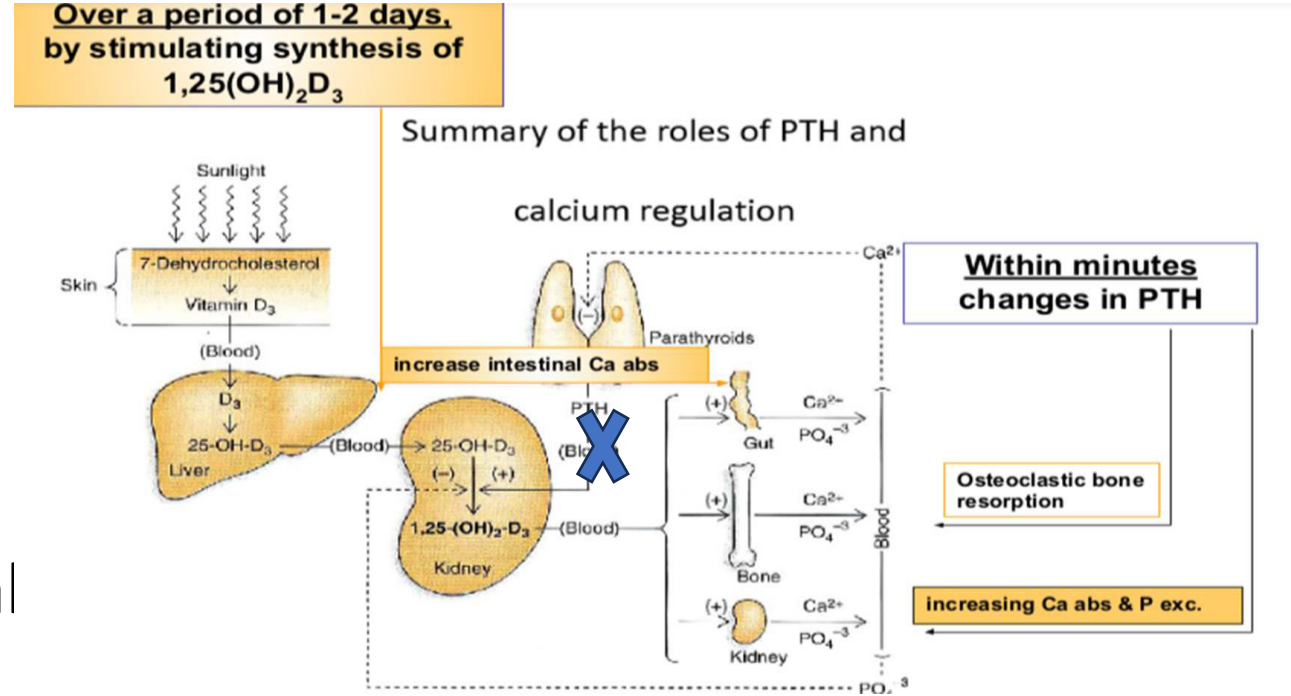 Over a period of 1-2 days,
by stimulating synthesis of
1,25(OH)₂D₃
Summary of the roles of PTH and
calcium regulation
Sunlight
Skin
7-Dehydrocholesterol
Vitamin D₃
(Blood)
D₃
25-OH-D₃
Liver
(Blood)
25-OH-D₃
(–) (+)
1,25-(OH)₂-D₃
Kidney
(Blood)
Ca²⁺
(–)
Parathyroids
increase intestinal Ca abs
PTH
(+)
Gut
Ca²⁻
PO₄⁻³
(+)
Bone
Ca²⁻
PO₄⁻³
(+)
Kidney
Ca²⁺
PO₄⁻³
Blood
Within minutes
changes in PTH
Osteoclastic bone
resorption
increasing Ca abs & P exc.